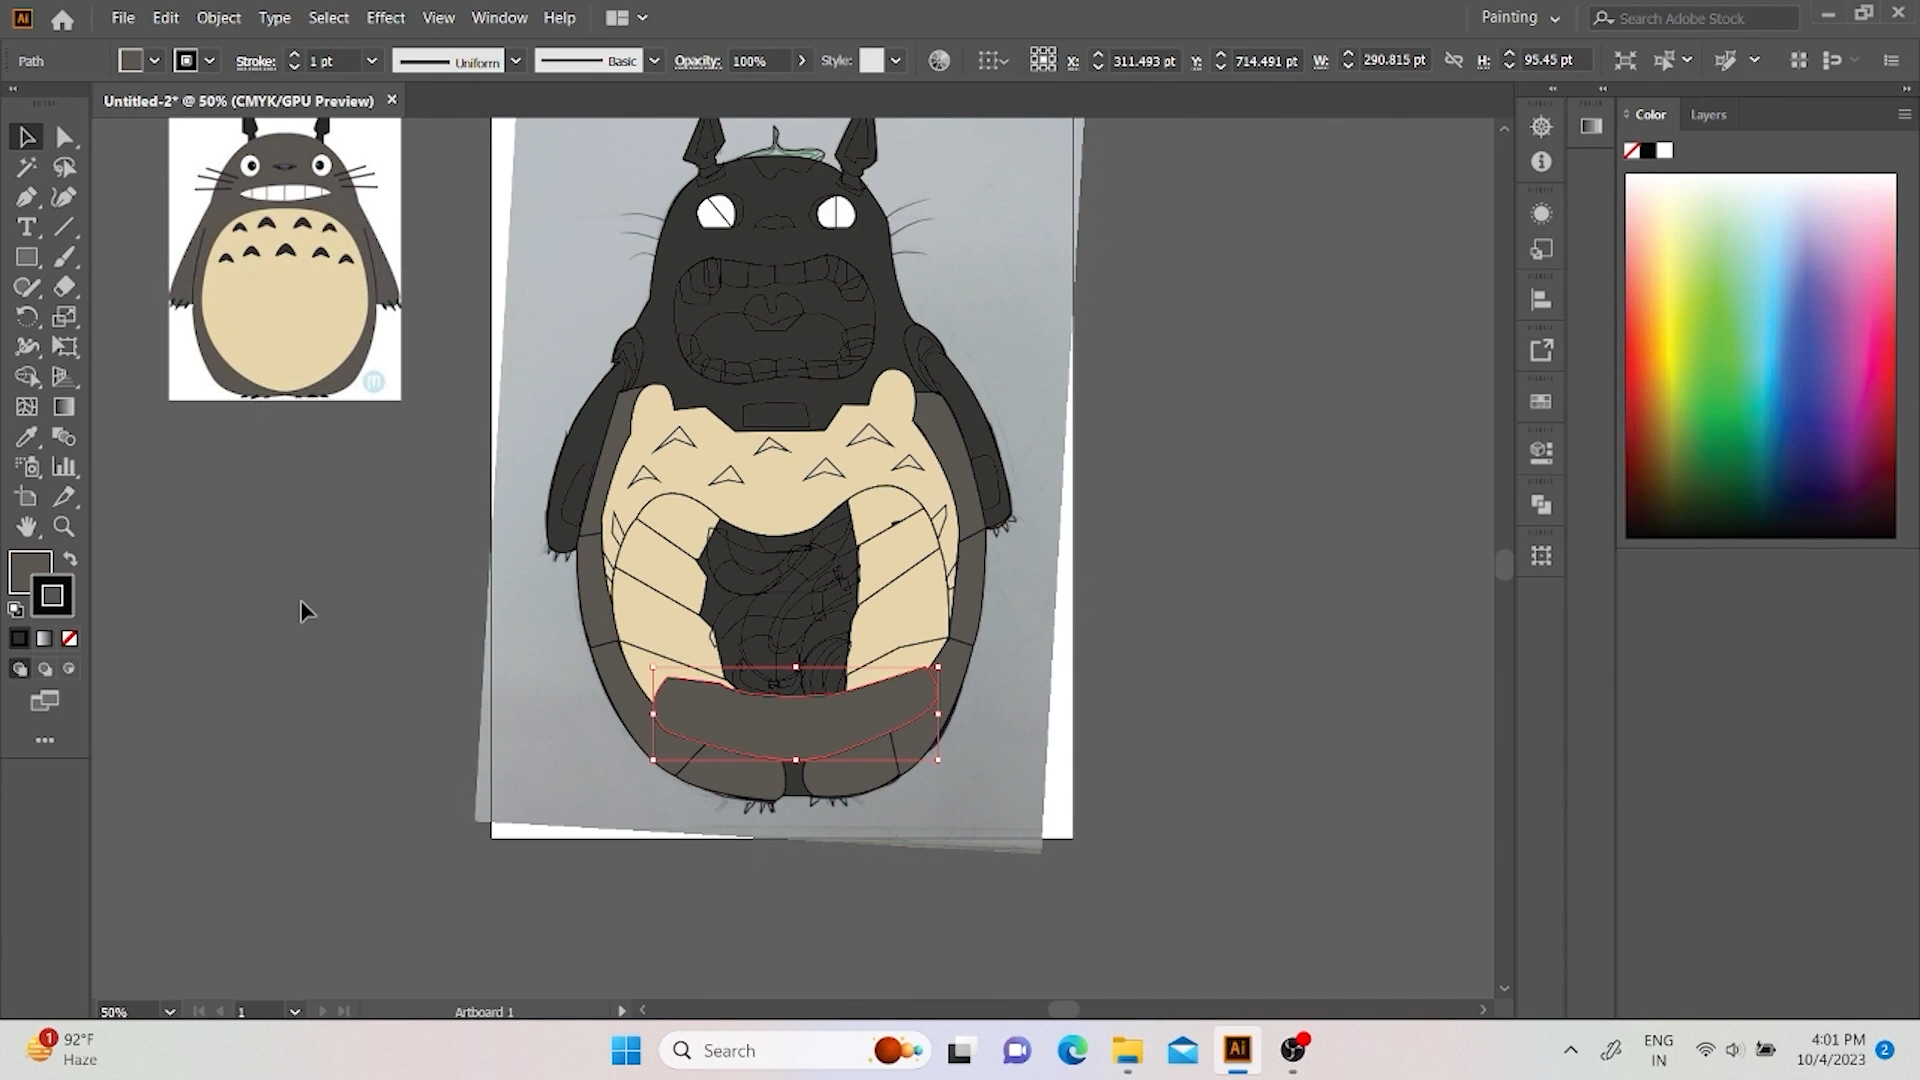 Ai File Edit Object Type Select Effect View Window Help Painting Search Adobe Stock
Path Stroke: 1 pt Uniform Basic Opacity: 100% Style: X: 311.493 pt Y: 714.491 pt W: 290.815 pt H: 95.45 pt
Untitled-2* @ 50% (CMYK/GPU Preview)
Color Layers
50% 1 Artboard 1
1 92°F
Haze
Search
Ai
ENG
IN
4:01 PM
10/4/2023
2